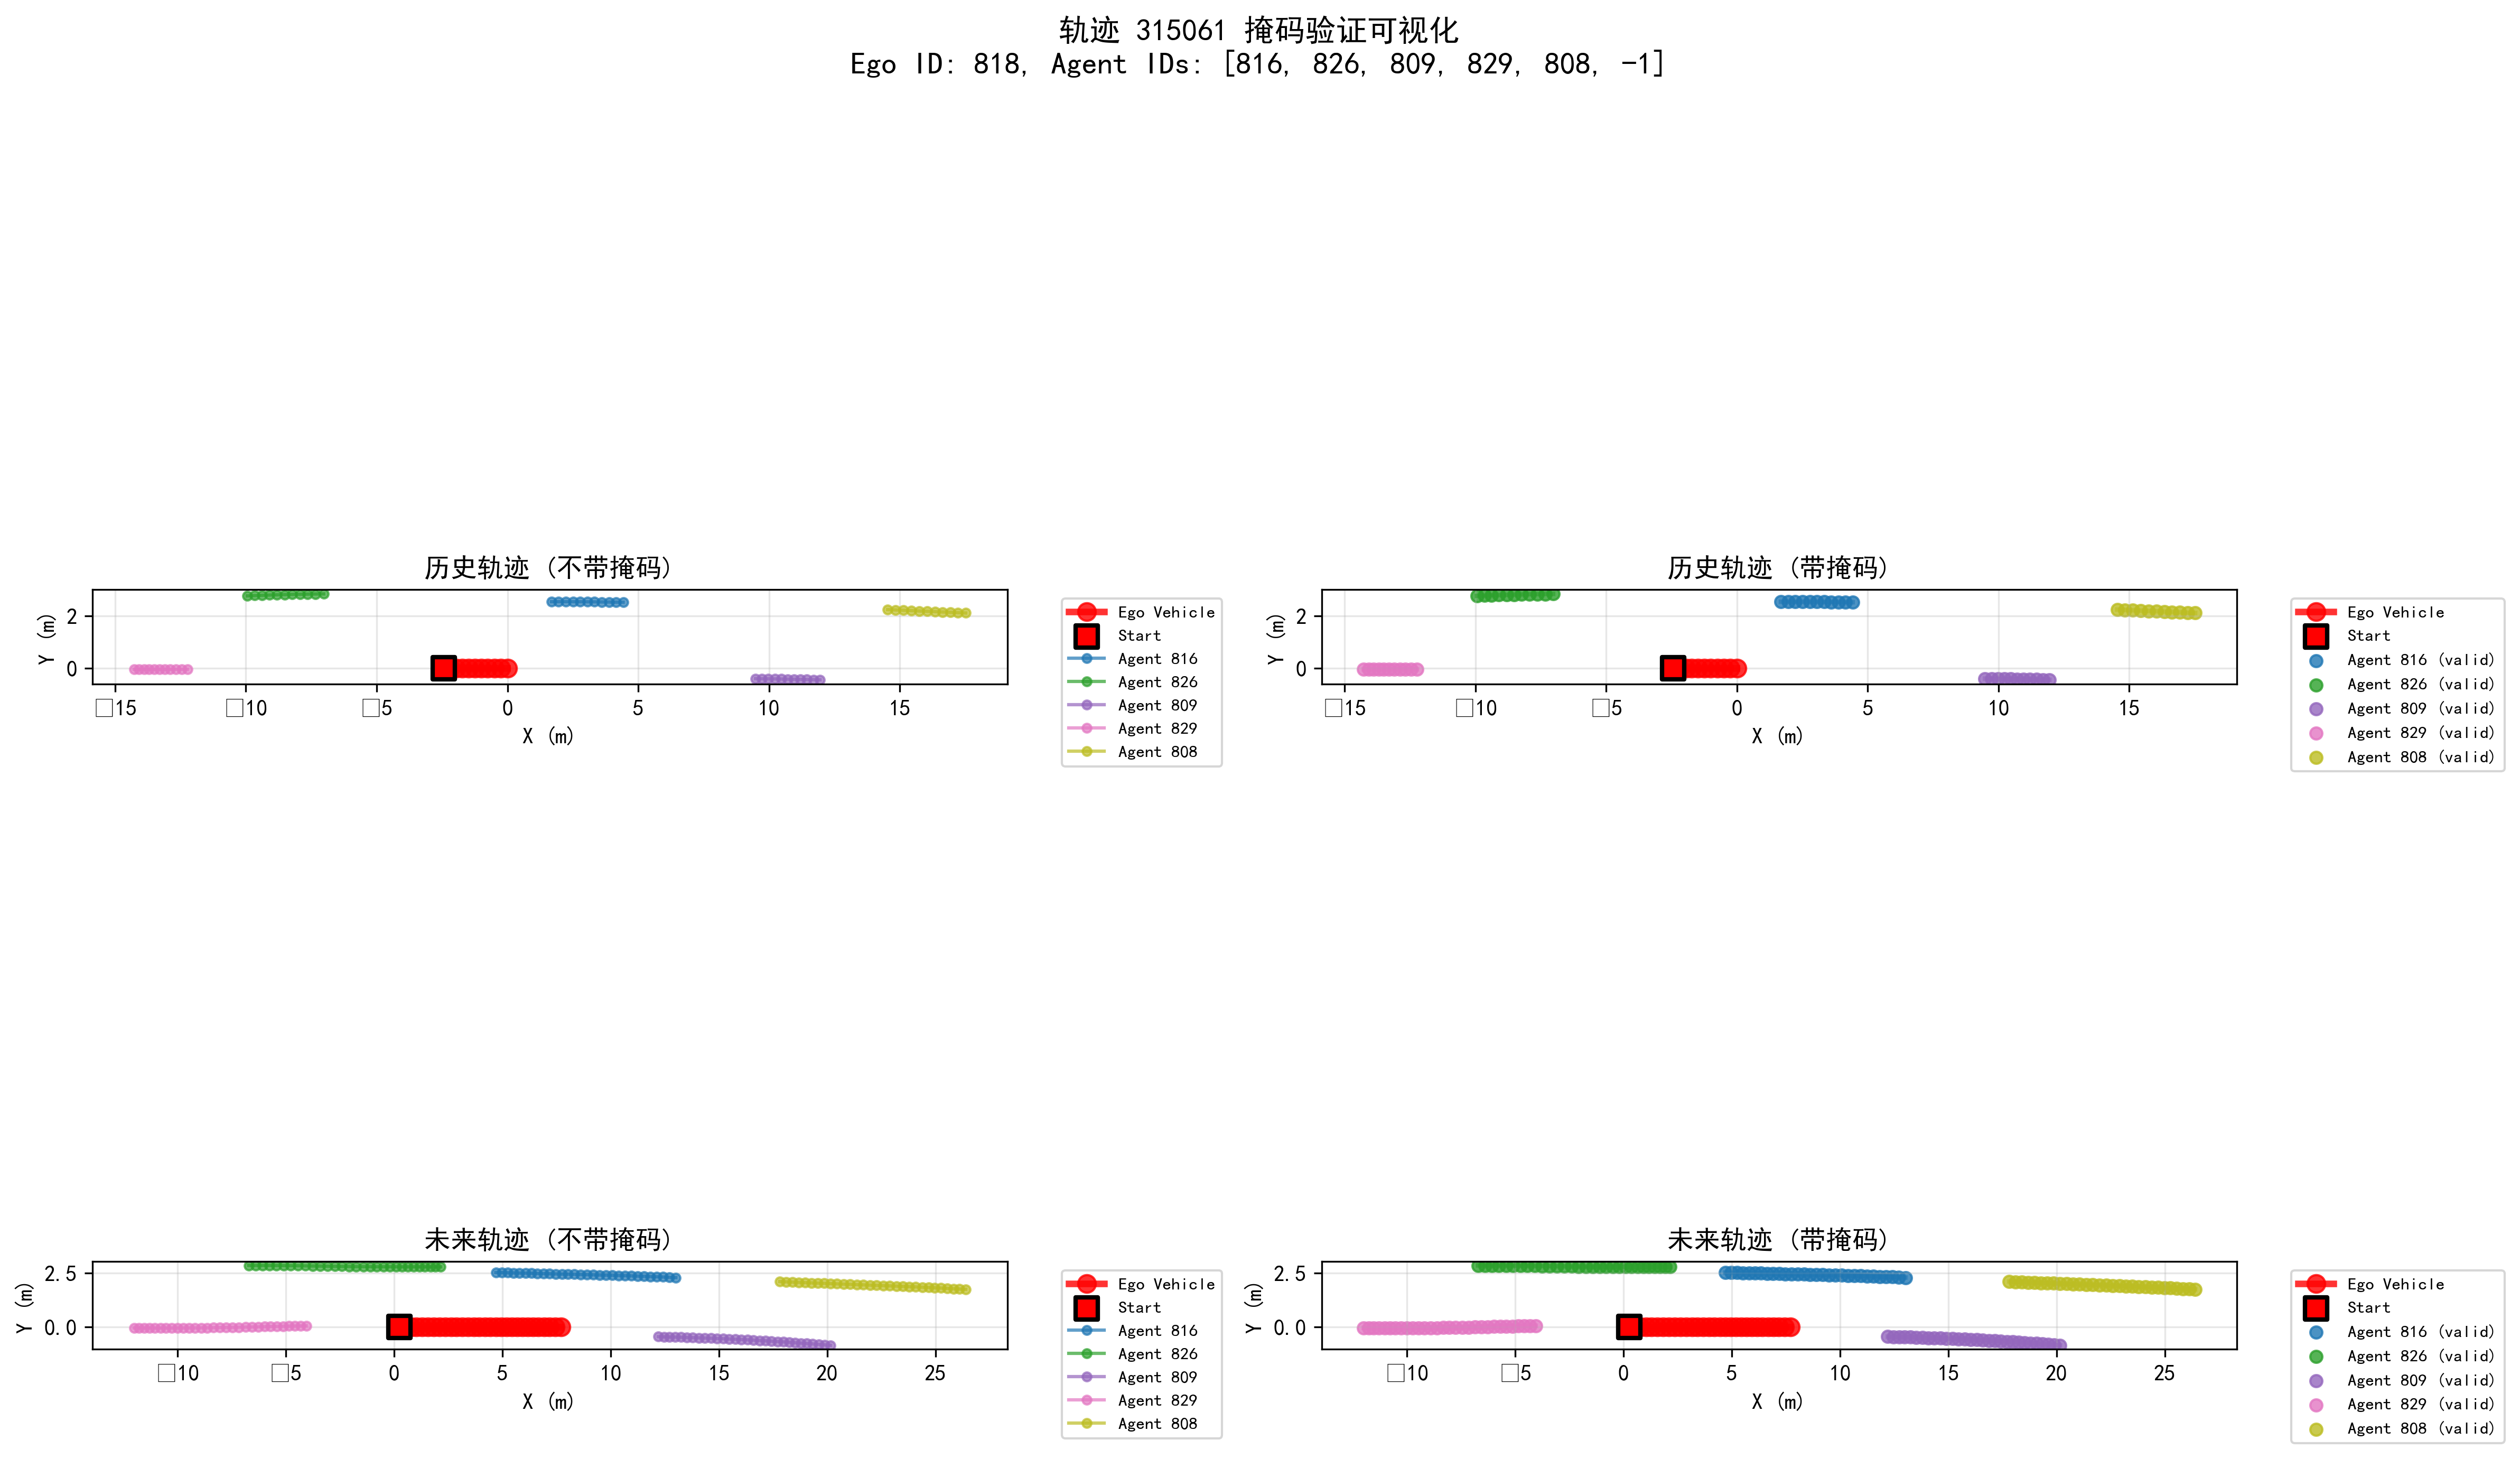 轨迹 315061 掩码验证可视化
Ego ID: 818, Agent IDs: [816, 826, 809, 829, 808, -1]
历史轨迹 (不带掩码)
Y (m)
2
0
□15 □10 □5 0 5 10 15
X (m)
Ego Vehicle
Start
Agent 816
Agent 826
Agent 809
Agent 829
Agent 808
历史轨迹 (带掩码)
Y (m)
2
0
□15 □10 □5 0 5 10 15
X (m)
Ego Vehicle
Start
Agent 816 (valid)
Agent 826 (valid)
Agent 809 (valid)
Agent 829 (valid)
Agent 808 (valid)
未来轨迹 (不带掩码)
Y (m)
2.5
0.0
□10 □5 0 5 10 15 20 25
X (m)
Ego Vehicle
Start
Agent 816
Agent 826
Agent 809
Agent 829
Agent 808
未来轨迹 (带掩码)
Y (m)
2.5
0.0
□10 □5 0 5 10 15 20 25
X (m)
Ego Vehicle
Start
Agent 816 (valid)
Agent 826 (valid)
Agent 809 (valid)
Agent 829 (valid)
Agent 808 (valid)